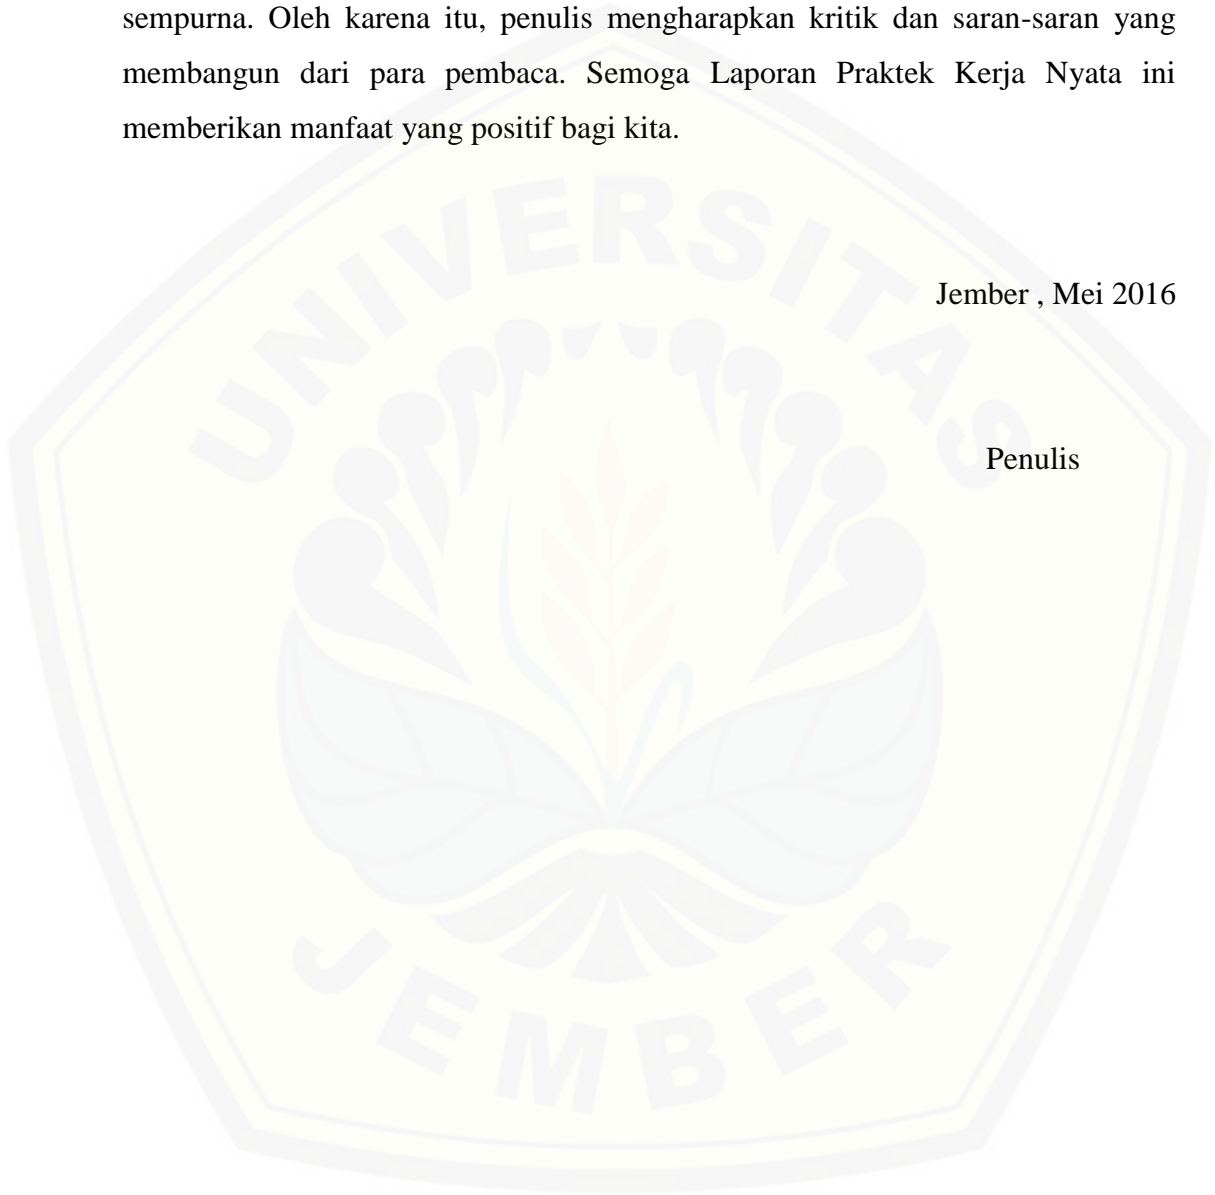 sempurna. Oleh karena itu, penulis mengharapkan kritik dan saran-saran yang
membangun dari para pembaca. Semoga Laporan Praktek Kerja Nyata ini
memberikan manfaat yang positif bagi kita.
Jember , Mei 2016
Penulis
UNIVERSITAS
JEMBER